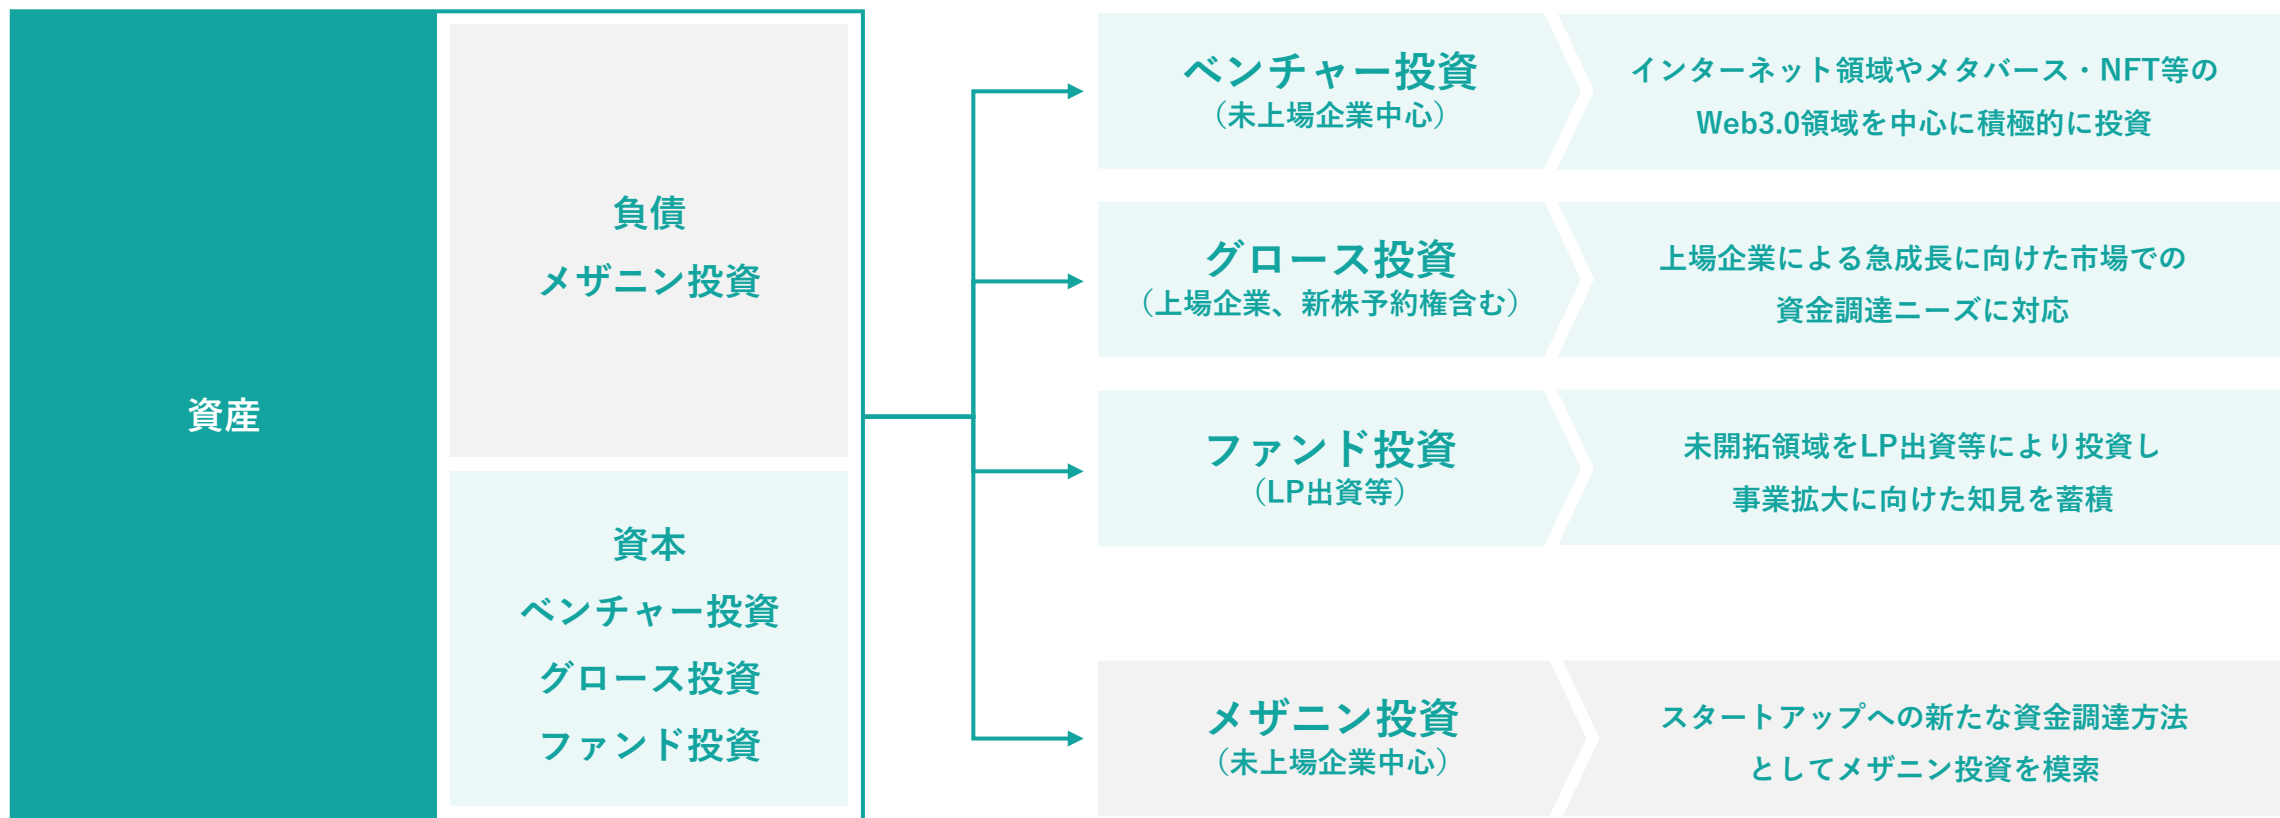 資産
負債
メザニン投資
資本
ベンチャー投資
グロース投資
ファンド投資
ベンチャー投資
（未上場企業中心）
インターネット領域やメタバース・NFT等の
Web3.0領域を中心に積極的に投資
グロース投資
（上場企業、新株予約権含む）
上場企業による急成長に向けた市場での
資金調達ニーズに対応
ファンド投資
（LP出資等）
未開拓領域をLP出資等により投資し
事業拡大に向けた知見を蓄積
メザニン投資
（未上場企業中心）
スタートアップへの新たな資金調達方法
としてメザニン投資を模索